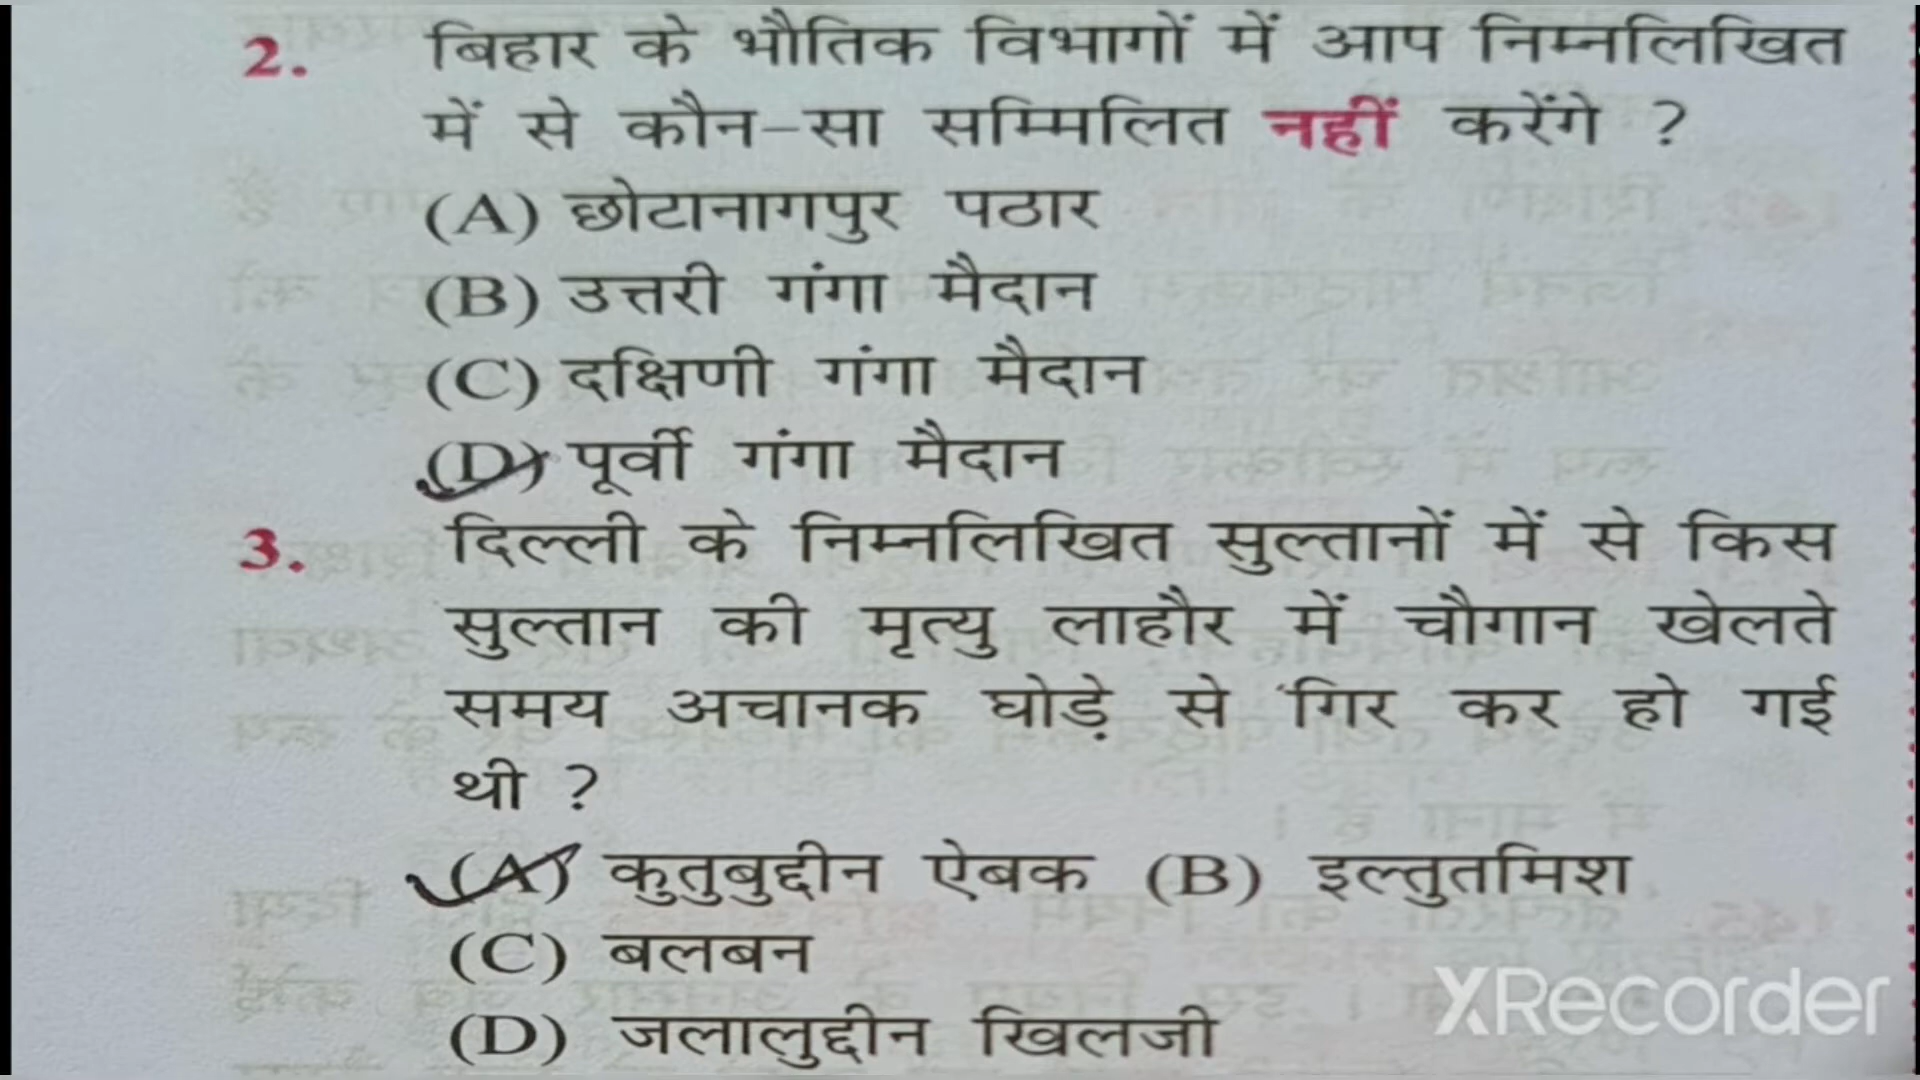 2. बिहार के भौतिक विभागों में आप निम्नलिखित
में से कौन-सा सम्मिलित नहीं करेंगे ?
(A) छोटानागपुर पठार
(B) उत्तरी गंगा मैदान
(C) दक्षिणी गंगा मैदान
(D) पूर्वी गंगा मैदान
3. दिल्ली के निम्नलिखित सुल्तानों में से किस
सुल्तान की मृत्यु लाहौर में चौगान खेलते
समय अचानक घोड़े से गिर कर हो गई
थी ?
(A) कुतुबुद्दीन ऐबक (B) इल्तुतमिश
(C) बलबन
(D) जलालुद्दीन खिलजी
XRecorder